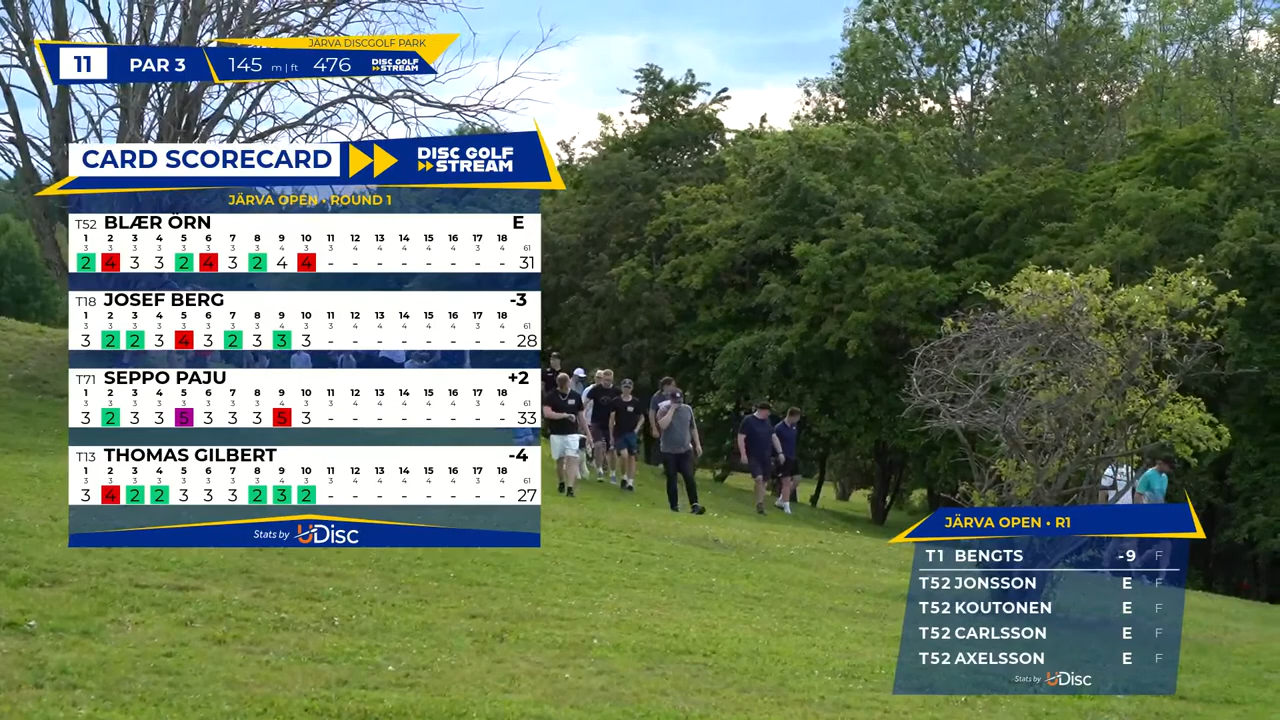 JÄRVA DISCGOLF PARK
11 PAR 3 145 m | ft 476 DISC GOLF STREAM
CARD SCORECARD DISC GOLF STREAM
JÄRVA OPEN • ROUND 1
T52 BLÆR ÖRN E
1 2 3 4 5 6 7 8 9 10 11 12 13 14 15 16 17 18
3 3 3 3 3 3 3 3 4 3 3 4 4 4 4 4 3 4 61
2 4 3 3 2 4 3 2 4 4 - - - - - - - - 31
T18 JOSEF BERG -3
1 2 3 4 5 6 7 8 9 10 11 12 13 14 15 16 17 18
3 3 3 3 3 3 3 3 4 3 3 4 4 4 4 4 3 4 61
3 2 2 3 4 3 2 3 3 3 - - - - - - - - 28
T71 SEPPO PAJU +2
1 2 3 4 5 6 7 8 9 10 11 12 13 14 15 16 17 18
3 3 3 3 3 3 3 3 4 3 3 4 4 4 4 4 3 4 61
3 2 3 3 5 3 3 3 5 3 - - - - - - - - 33
T13 THOMAS GILBERT -4
1 2 3 4 5 6 7 8 9 10 11 12 13 14 15 16 17 18
3 3 3 3 3 3 3 3 4 3 3 4 4 4 4 4 3 4 61
3 4 2 2 3 3 3 2 3 2 - - - - - - - - 27
Stats by UDisc
JÄRVA OPEN • R1
T1 BENGTS -9 F
T52 JONSSON E F
T52 KOUTONEN E F
T52 CARLSSON E F
T52 AXELSSON E F
Stats by UDisc